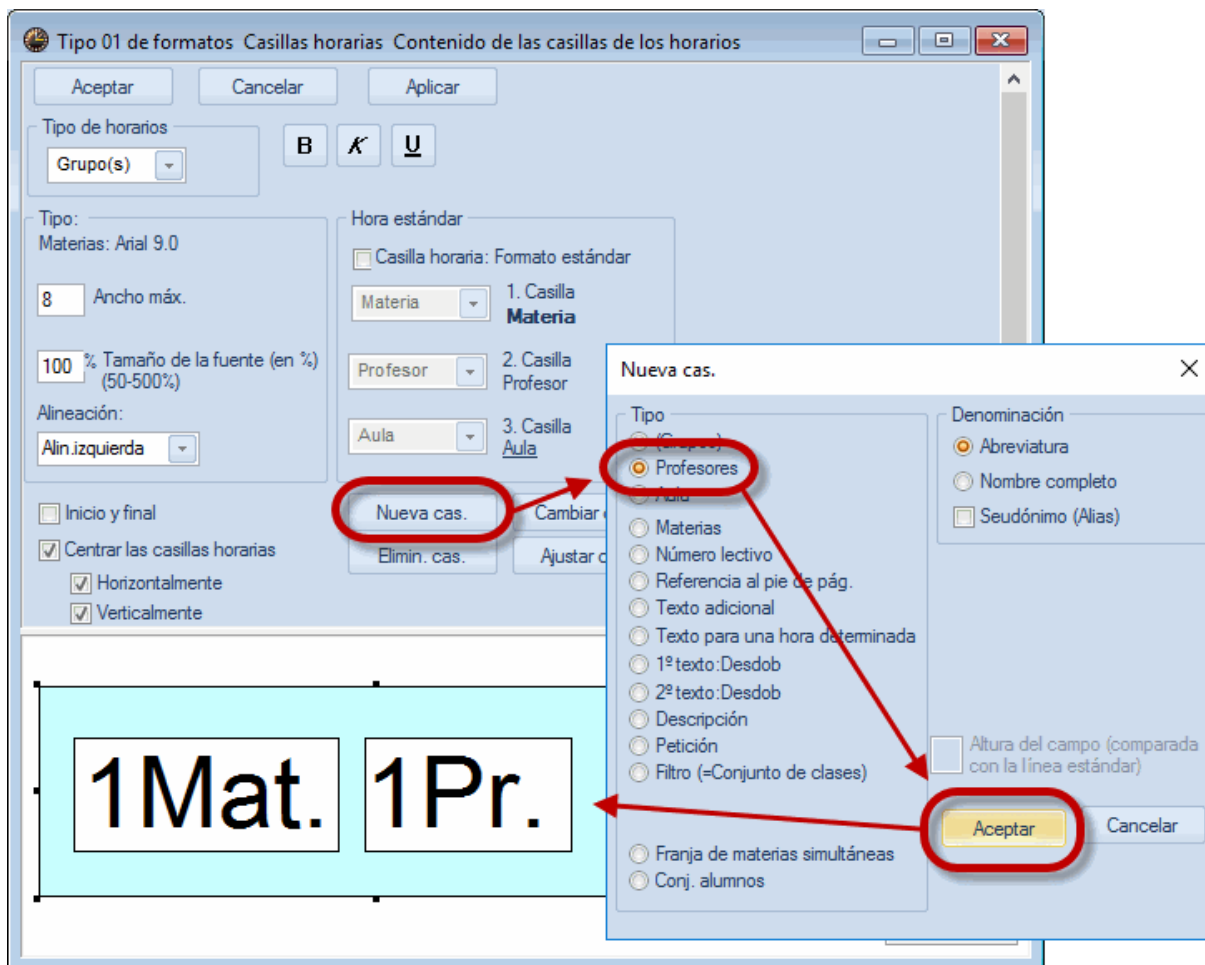 Tipo 01 de formatos Casillas horarias Contenido de las casillas de los horarios
Aceptar Cancelar Aplicar
Tipo de horarios
Grupo(s)
B K U
Tipo:
Materias: Arial 9.0
8 Ancho máx.
100 % Tamaño de la fuente (en %)
(50-500%)
Alineación:
Alin.izquierda
Hora estándar
Casilla horaria: Formato estándar
Materia 1. Casilla
Materia
Profesor 2. Casilla
Profesor
Aula 3. Casilla
Aula
Inicio y final
Centrar las casillas horarias
Horizontalmente
Verticalmente
Nueva cas. Cambiar
Elimin. cas. Ajustar
1Mat. 1Pr.
Nueva cas.
Tipo
(Grupos)
Profesores
Aula
Materias
Número lectivo
Referencia al pie de pág.
Texto adicional
Texto para una hora determinada
1º texto:Desdob
2º texto:Desdob
Descripción
Petición
Filtro (=Conjunto de clases)
Franja de materias simultáneas
Conj. alumnos
Denominación
Abreviatura
Nombre completo
Seudónimo (Alias)
Altura del campo (comparada
con la línea estándar)
Aceptar Cancelar